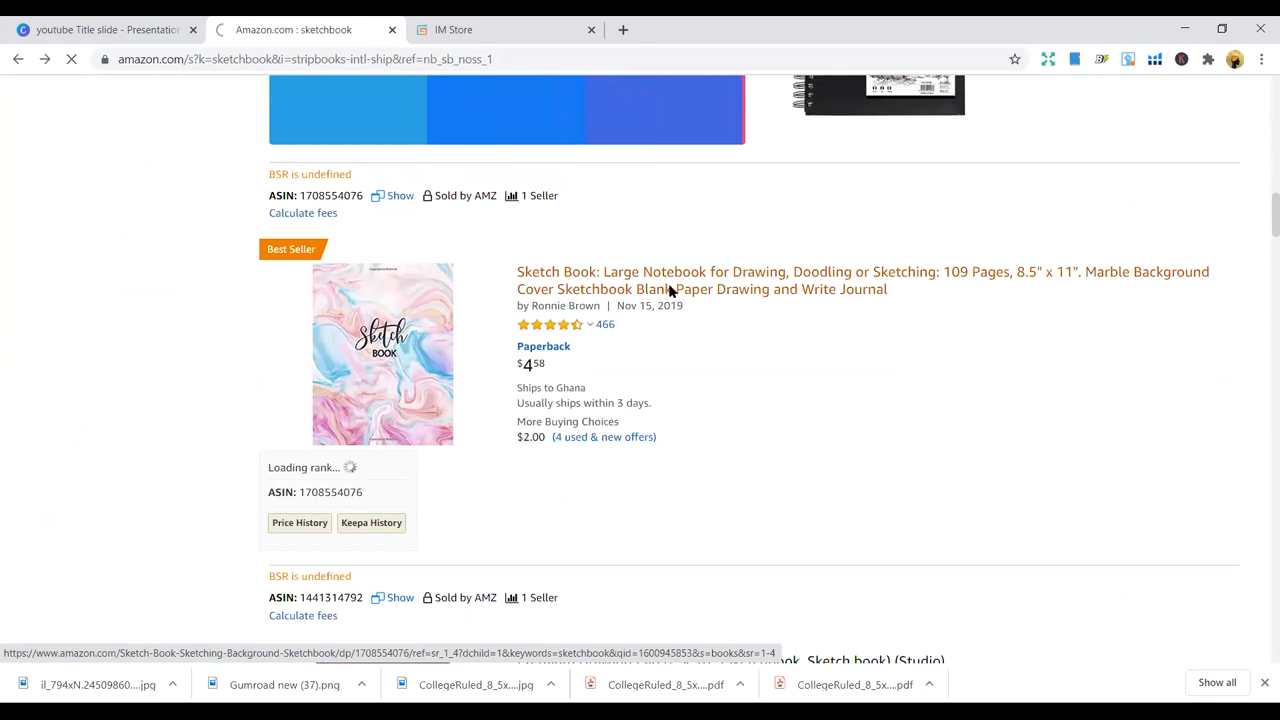 youtube Title slide - Presentation
Amazon.com : sketchbook
IM Store
amazon.com/s?k=sketchbook&i=stripbooks-intl-ship&ref=nb_sb_noss_1
BSR is undefined
ASIN: 1708554076 Show Sold by AMZ 1 Seller
Calculate fees
Best Seller
Sketch Book: Large Notebook for Drawing, Doodling or Sketching: 109 Pages, 8.5" x 11". Marble Background
Cover Sketchbook Blank Paper Drawing and Write Journal
by Ronnie Brown | Nov 15, 2019
466
Sketch
BOOK
Paperback
$4 58
Ships to Ghana
Usually ships within 3 days.
More Buying Choices
$2.00 (4 used & new offers)
Loading rank...
ASIN: 1708554076
Price History Keepa History
BSR is undefined
ASIN: 1441314792 Show Sold by AMZ 1 Seller
Calculate fees
https://www.amazon.com/Sketch-Book-Sketching-Background-Sketchbook/dp/1708554076/ref=sr_1_4?dchild=1&keywords=sketchbook&qid=1600945853&s=books&sr=1-4
il_794xN.24509860....jpg
Gumroad new (37).png
CollegeRuled_8_5x....jpg
CollegeRuled_8_5x....pdf
CollegeRuled_8_5x....pdf
Show all